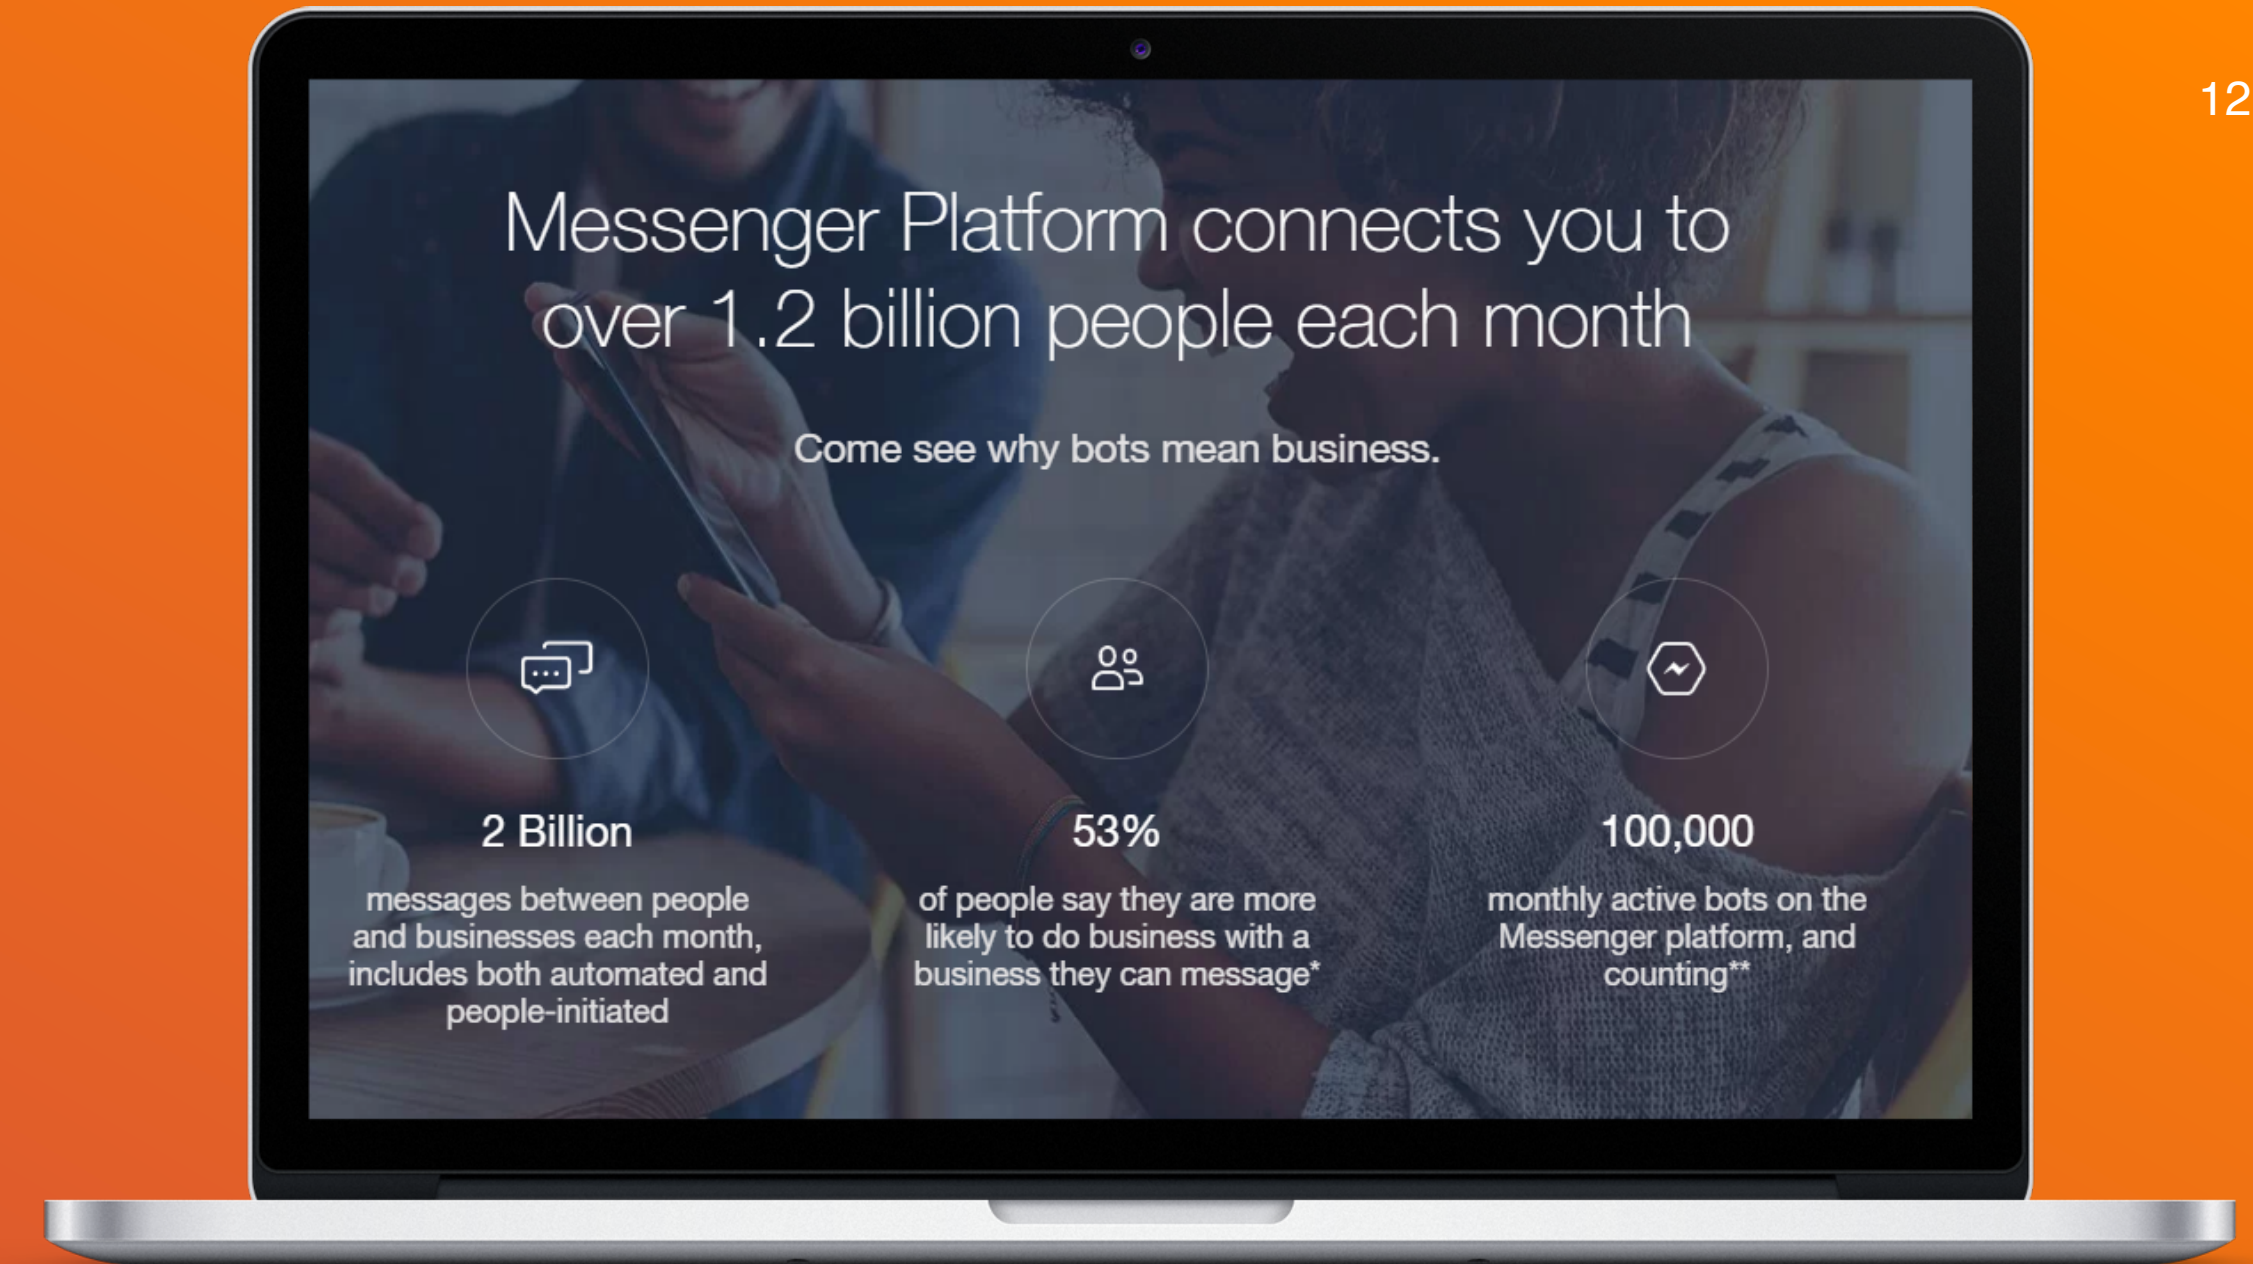 12
Messenger Platform connects you to
over 1.2 billion people each month
Come see why bots mean business.
2 Billion
messages between people
and businesses each month,
includes both automated and
people-initiated
53%
of people say they are more
likely to do business with a
business they can message*
100,000
monthly active bots on the
Messenger platform, and
counting**